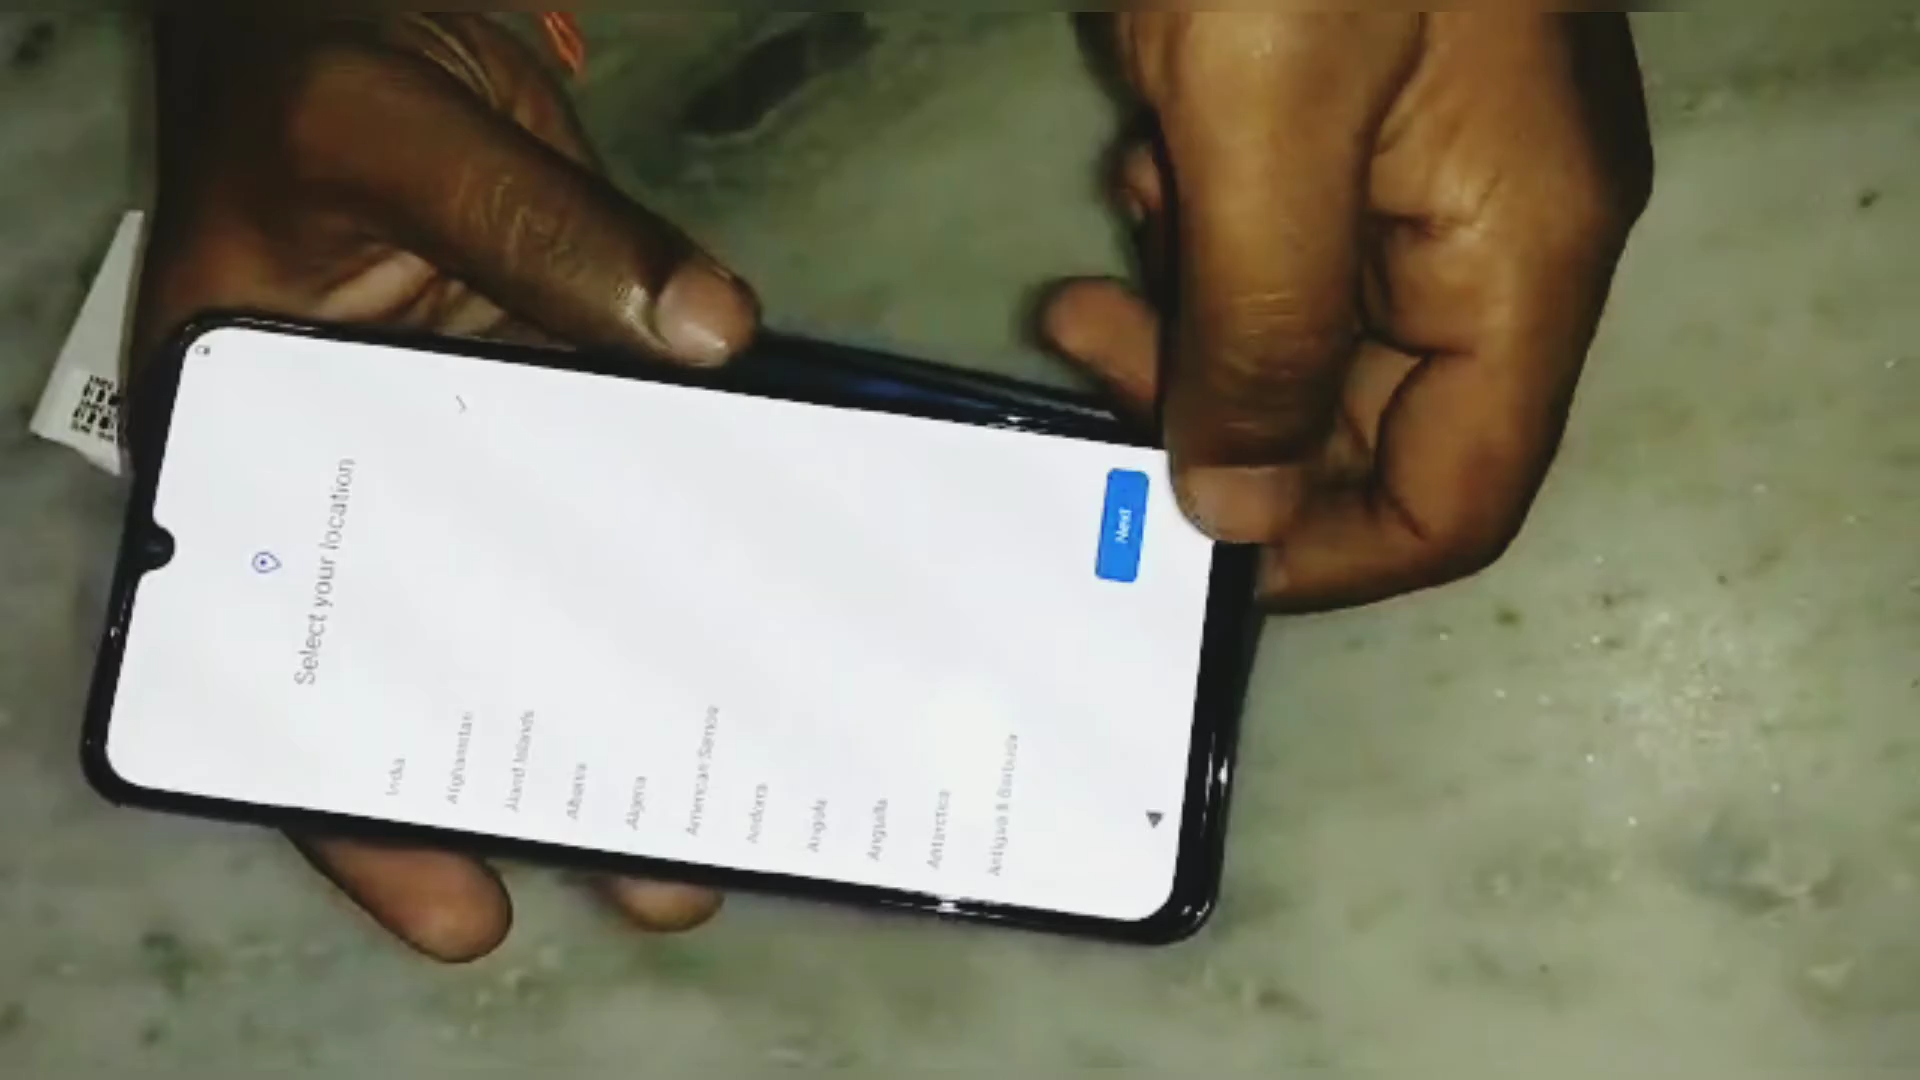 Select your location
India
Afghanistan
Åland Islands
Albania
Algeria
American Samoa
Andorra
Angola
Anguilla
Antarctica
Antigua & Barbuda
Next